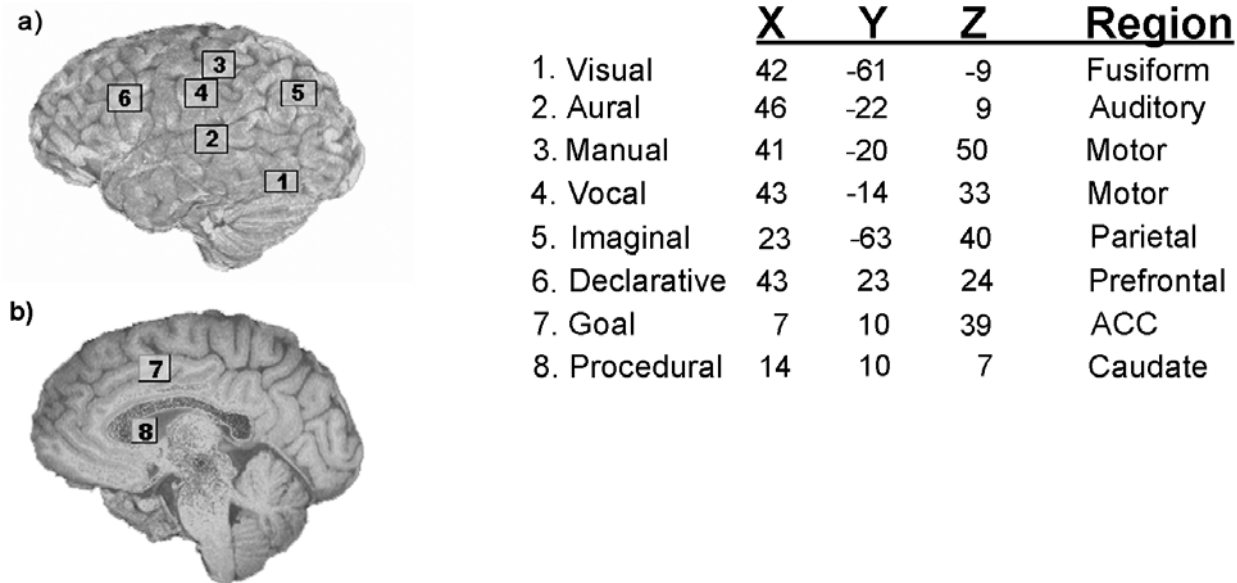 a)
3
6
4
5
2
1
b)
7
8
X Y Z Region
1. Visual 42 -61 -9 Fusiform
2. Aural 46 -22 9 Auditory
3. Manual 41 -20 50 Motor
4. Vocal 43 -14 33 Motor
5. Imaginal 23 -63 40 Parietal
6. Declarative 43 23 24 Prefrontal
7. Goal 7 10 39 ACC
8. Procedural 14 10 7 Caudate